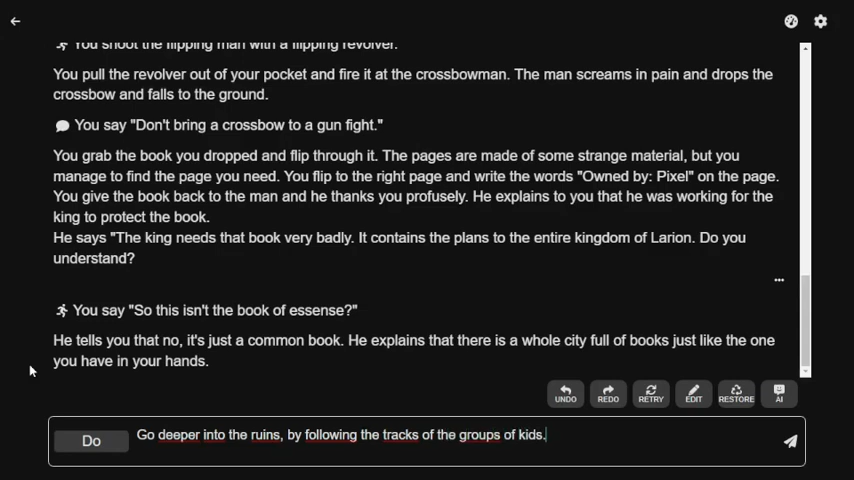 You shoot the flipping man with a flipping revolver.
You pull the revolver out of your pocket and fire it at the crossbowman. The man screams in pain and drops the
crossbow and falls to the ground.
You say "Don't bring a crossbow to a gun fight."
You grab the book you dropped and flip through it. The pages are made of some strange material, but you
manage to find the page you need. You flip to the right page and write the words "Owned by: Pixel" on the page.
You give the book back to the man and he thanks you profusely. He explains to you that he was working for the
king to protect the book.
He says "The king needs that book very badly. It contains the plans to the entire kingdom of Larion. Do you
understand?
...
You say "So this isn't the book of essense?"
He tells you that no, it's just a common book. He explains that there is a whole city full of books just like the one
you have in your hands.
UNDO REDO RETRY EDIT RESTORE AI
Do Go deeper into the ruins, by following the tracks of the groups of kids.